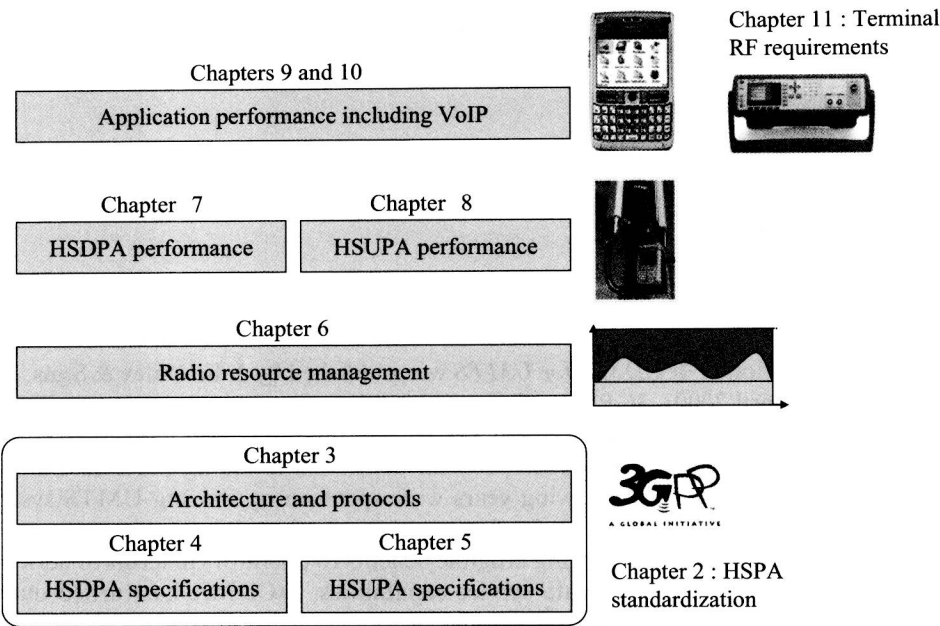 Chapter 11 : Terminal
RF requirements
Chapters 9 and 10
Application performance including VoIP
Chapter 7
Chapter 8
HSDPA performance
HSUPA performance
Chapter 6
Radio resource management
Chapter 3
Architecture and protocols
Chapter 4
Chapter 5
HSDPA specifications
HSUPA specifications
3GPP
A GLOBAL INITIATIVE
Chapter 2 : HSPA
standardization